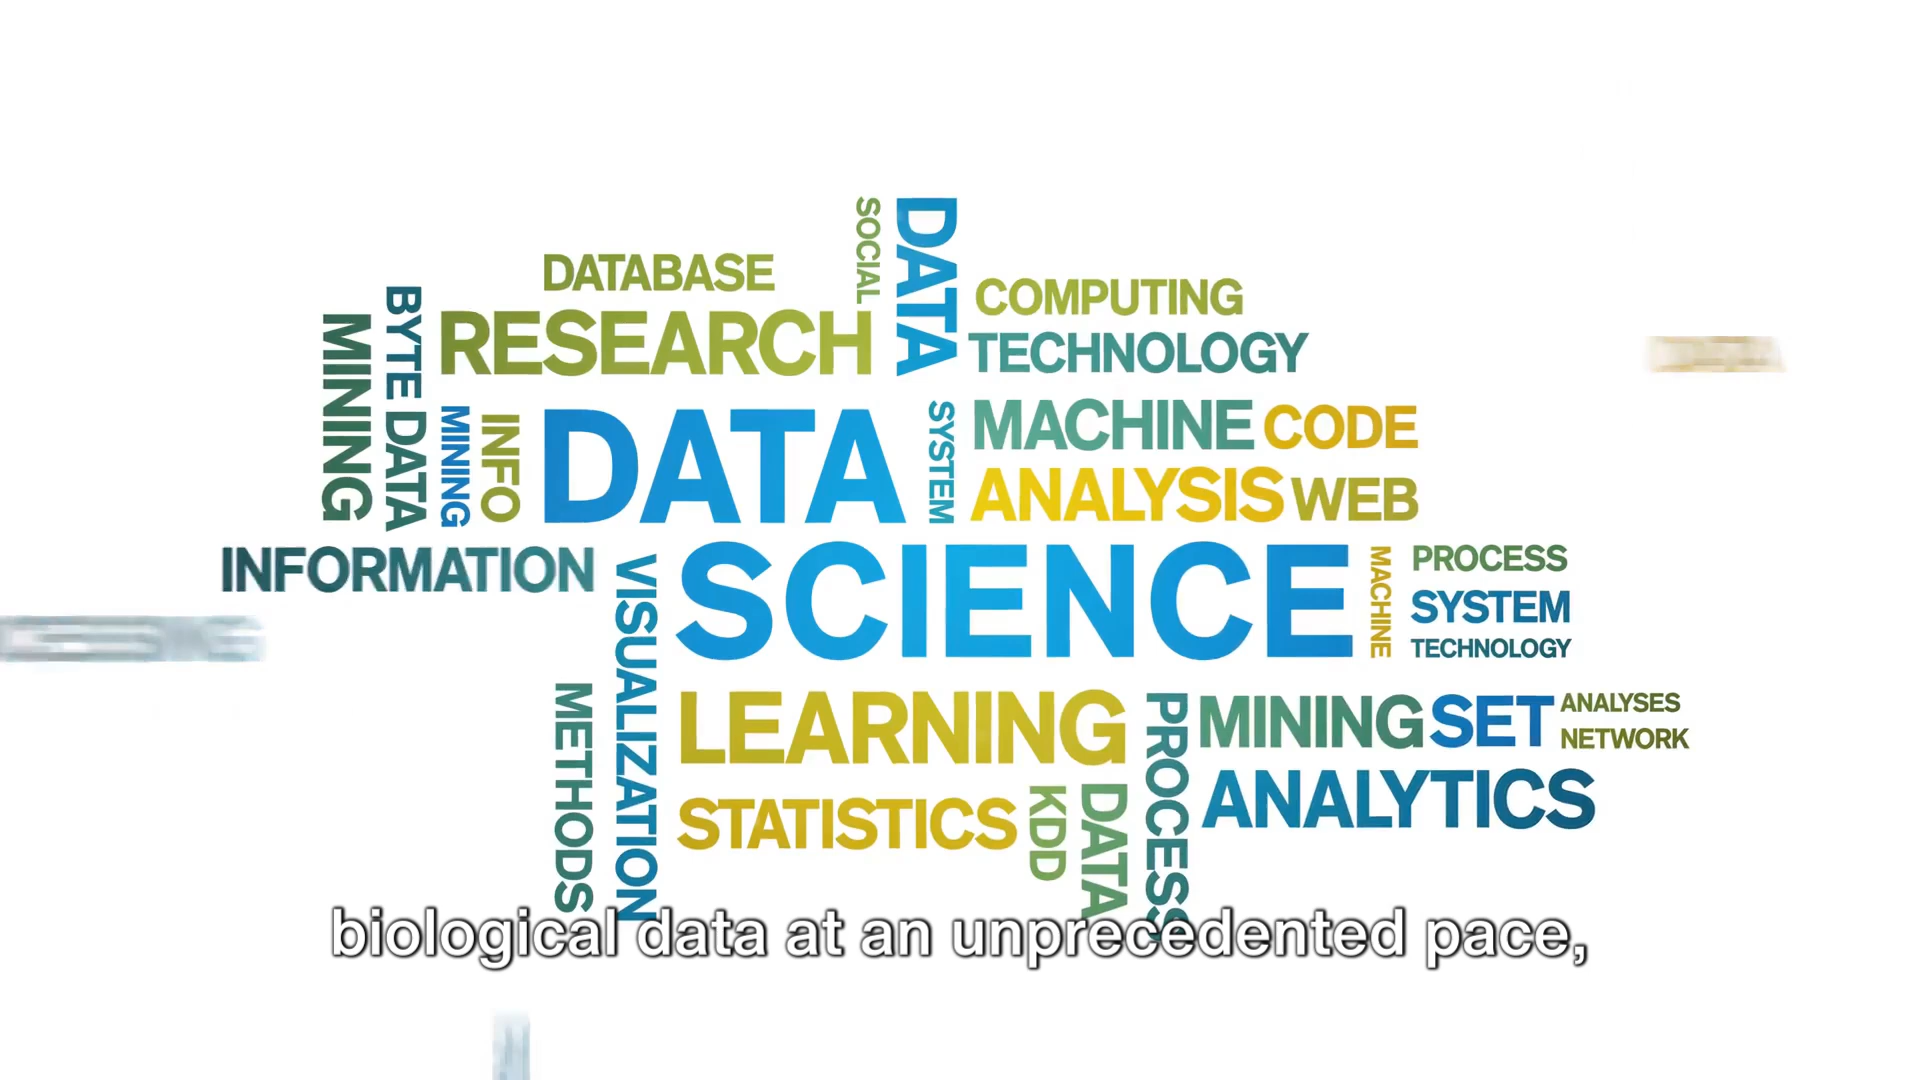 SOCIAL
DATA
DATABASE
COMPUTING
BYTE DATA
MINING
RESEARCH
TECHNOLOGY
MINING
INFO
DATA
SYSTEM
MACHINE CODE
ANALYSIS WEB
INFORMATION
VISUALIZATION
SCIENCE
MACHINE
PROCESS
SYSTEM
TECHNOLOGY
METHODS
LEARNING
PROCESS
MINING SET
ANALYSES
NETWORK
STATISTICS
KDD
DATA
ANALYTICS
biological data at an unprecedented pace,